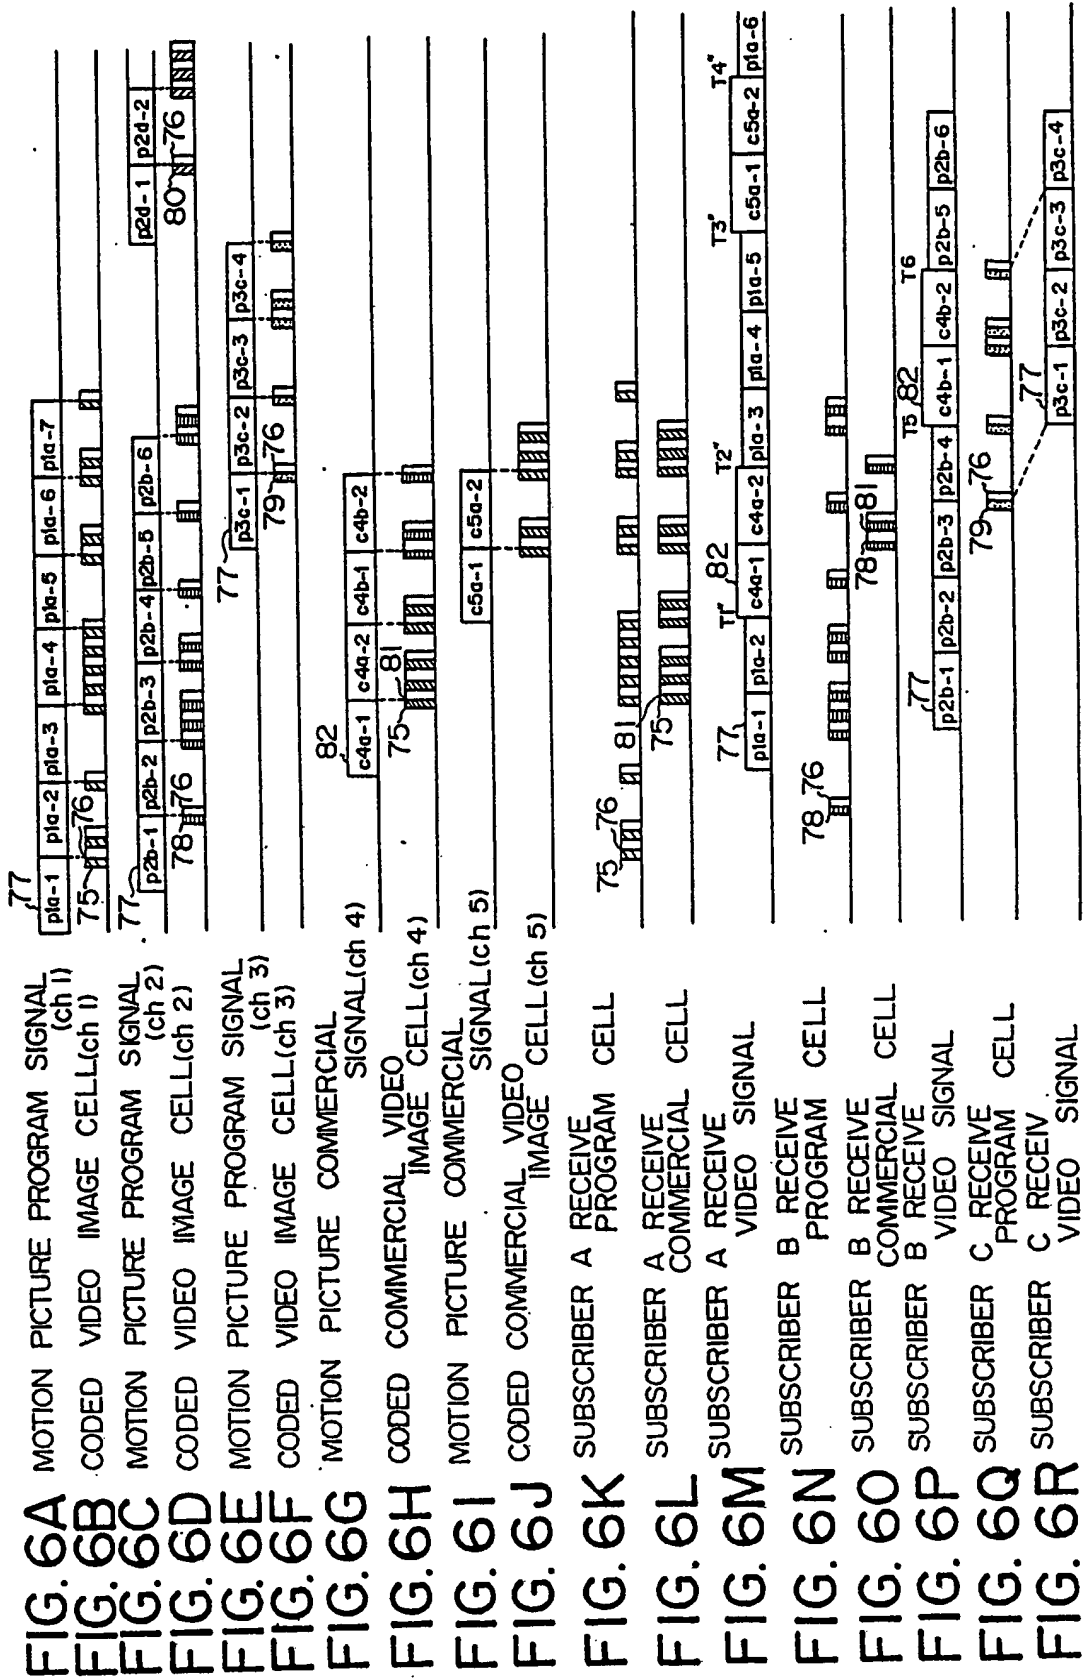 FIG. 6A MOTION PICTURE PROGRAM SIGNAL (ch 1)
77
p1a-1 p1a-2 p1a-3 p1a-4 p1a-5 p1a-6 p1a-7
FIG. 6B CODED VIDEO IMAGE CELL (ch 1)
75 76
FIG. 6C MOTION PICTURE PROGRAM SIGNAL (ch 2)
77
p2b-1 p2b-2 p2b-3 p2b-4 p2b-5 p2b-6 p2d-1 p2d-2
FIG. 6D CODED VIDEO IMAGE CELL (ch 2)
78 76 80 76
FIG. 6E MOTION PICTURE PROGRAM SIGNAL (ch 3)
77
p3c-1 p3c-2 p3c-3 p3c-4
FIG. 6F CODED VIDEO IMAGE CELL (ch 3)
79 76
FIG. 6G MOTION PICTURE COMMERCIAL SIGNAL (ch 4)
82
c4a-1 c4a-2 c4b-1 c4b-2
FIG. 6H CODED COMMERCIAL VIDEO IMAGE CELL (ch 4)
75 81
FIG. 6I MOTION PICTURE COMMERCIAL SIGNAL (ch 5)
c5a-1 c5a-2
FIG. 6J CODED COMMERCIAL VIDEO IMAGE CELL (ch 5)
FIG. 6K SUBSCRIBER A RECEIVE PROGRAM CELL
75 76
FIG. 6L SUBSCRIBER A RECEIVE COMMERCIAL CELL
75 81
FIG. 6M SUBSCRIBER A RECEIVE VIDEO SIGNAL
77 T1" 82 T2" T3" T4"
p1a-1 p1a-2 c4a-1 c4a-2 p1a-3 p1a-4 p1a-5 c5a-1 c5a-2 p1a-6
FIG. 6N SUBSCRIBER B RECEIVE PROGRAM CELL
78 76
FIG. 6O SUBSCRIBER B RECEIVE COMMERCIAL CELL
78 81
FIG. 6P SUBSCRIBER B RECEIVE VIDEO SIGNAL
77 T5 82 T6
p2b-1 p2b-2 p2b-3 p2b-4 c4b-1 c4b-2 p2b-5 p2b-6
FIG. 6Q SUBSCRIBER C RECEIVE PROGRAM CELL
79 76
FIG. 6R SUBSCRIBER C RECEIV VIDEO SIGNAL
77
p3c-1 p3c-2 p3c-3 p3c-4